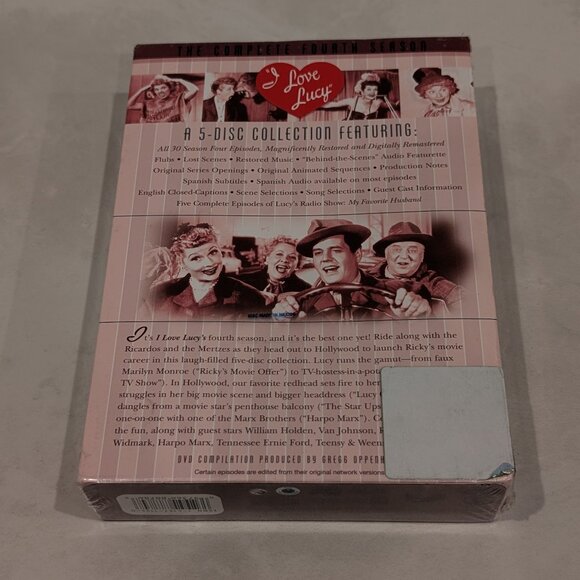 THE COMPLETE FOURTH SEASON
"I Love Lucy"
A 5-DISC COLLECTION FEATURING:
All 30 Season Four Episodes, Magnificently Restored and Digitally Remastered
Flubs • Lost Scenes • Restored Music • "Behind-the-Scenes" Audio Featurette
Original Series Openings • Original Animated Sequences • Production Notes
Spanish Subtitles • Spanish Audio available on most episodes
English Closed-Captions • Scene Selections • Song Selections • Guest Cast Information
Five Complete Episodes of Lucy's Radio Show: My Favorite Husband
It's I Love Lucy's fourth season, and it's the best one yet! Ride along with the
Ricardos and the Mertzes as they head out to Hollywood to launch Ricky's movie
career in this laugh-filled five-disc collection. Lucy runs the gamut—from faux
Marilyn Monroe ("Ricky's Movie Offer") to TV-hostess-in-a-pot
TV Show"). In Hollywood, our favorite redhead sets fire to her
struggles in her big movie scene and bigger headdress ("Lucy
dangles from a movie star's penthouse balcony ("The Star Ups
one-on-one with one of the Marx Brothers ("Harpo Marx").
the fun, along with guest stars William Holden, Van Johnson,
Widmark, Harpo Marx, Tennessee Ernie Ford, Teensy & Ween
DVD COMPILATION PRODUCED BY GREGG OPPENH
Certain episodes are edited from their original network versions